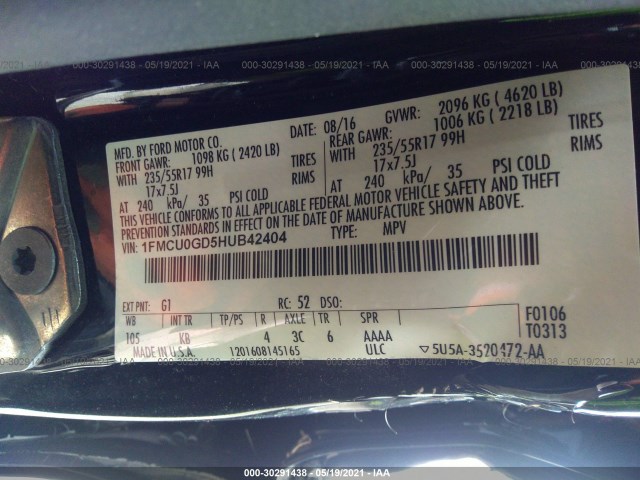 000-30291438 - 05/19/2021 - IAA
MFD. BY FORD MOTOR CO. DATE: 08/16 GVWR: 2096 KG ( 4620 LB)
FRONT GAWR: 1098 KG ( 2420 LB) REAR GAWR: 1006 KG ( 2218 LB)
WITH 235/55R17 99H TIRES WITH 235/55R17 99H TIRES
17x7.5J RIMS 17x7.5J RIMS
AT 240 kPa/ 35 PSI COLD AT 240 kPa/ 35 PSI COLD
THIS VEHICLE CONFORMS TO ALL APPLICABLE FEDERAL MOTOR VEHICLE SAFETY AND THEFT
PREVENTION STANDARDS IN EFFECT ON THE DATE OF MANUFACTURE SHOWN ABOVE.
VIN: 1FMCU0GD5HUB42404 TYPE: MPV
EXT PNT: G1 RC: 52 DSO:
WB INT TR TP/PS R AXLE TR SPR
105 KB 4 3C 6 AAAA
F0106
T0313
MADE IN U.S.A. 1201608145165 ULC ▽5U5A-3520472-AA
000-30291438 - 05/19/2021 - IAA